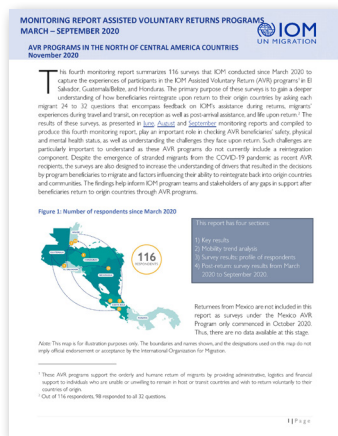 MONITORING REPORT ASSISTED VOLUNTARY RETURNS PROGRAMS
MARCH – SEPTEMBER 2020
IOM
UN MIGRATION
AVR PROGRAMS IN THE NORTH OF CENTRAL AMERICA COUNTRIES
November 2020
This fourth monitoring report summarizes 116 surveys that IOM conducted since March 2020 to
capture the experiences of participants in the IOM Assisted Voluntary Return (AVR) programs¹ in El
Salvador, Guatemala/Belize, and Honduras. The primary purpose of these surveys is to gain a deeper
understanding of how beneficiaries reintegrate upon return to their origin countries by asking each
migrant 24 to 32 questions that encompass feedback on IOM's assistance during returns, migrants'
experiences during travel and transit, on reception as well as post-arrival assistance, and life upon return.² The
results of these surveys, as presented in June, August and September monitoring reports and compiled to
produce this fourth monitoring report, play an important role in checking AVR beneficiaries' safety, physical
and mental health status, as well as understanding the challenges they face upon return. Such challenges are
particularly important to understand as these AVR programs do not currently include a reintegration
component. Despite the emergence of stranded migrants from the COVID-19 pandemic as recent AVR
recipients, the surveys are also designed to increase the understanding of drivers that resulted in the decisions
by program beneficiaries to migrate and factors influencing their ability to reintegrate back into origin countries
and communities. The findings help inform IOM program teams and stakeholders of any gaps in support after
beneficiaries return to origin countries through AVR programs.
Figure 1: Number of respondents since March 2020
116
RESPONDENTS
This report has four sections:
1) Key results
2) Mobility trend analysis
3) Survey results: profile of respondents
4) Post-return survey results from March
2020 to September 2020
Returnees from Mexico are not included in this
report as surveys under the Mexico AVR
Program only commenced in October 2020.
Thus, there are no data available at this stage.
Note: This map is for illustration purposes only. The boundaries and names shown, and the designations used on this map do not
imply official endorsement or acceptance by the International Organization for Migration.
¹ These AVR programs support the orderly and humane return of migrants by providing administrative, logistics and financial
support to individuals who are unable or unwilling to remain in host or transit countries and wish to return voluntarily to their
countries of origin.
² Out of 116 respondents, 98 responded to all 32 questions.
1 | Page